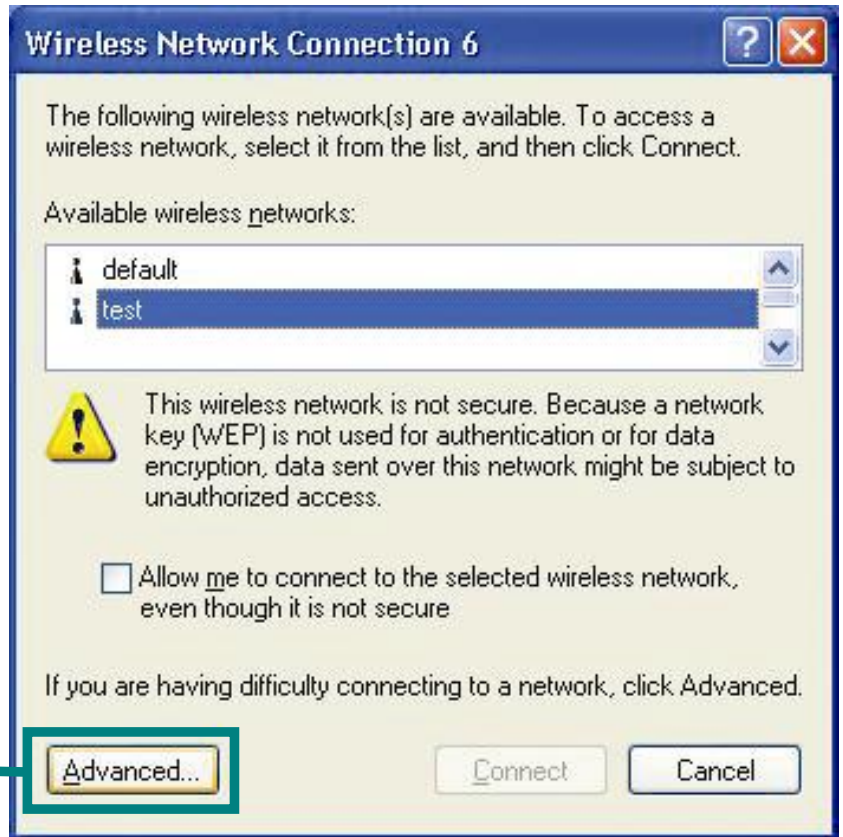 Wireless Network Connection 6
The following wireless network(s) are available. To access a
wireless network, select it from the list, and then click Connect.
Available wireless networks:
default
test
This wireless network is not secure. Because a network
key (WEP) is not used for authentication or for data
encryption, data sent over this network might be subject to
unauthorized access.
Allow me to connect to the selected wireless network,
even though it is not secure
If you are having difficulty connecting to a network, click Advanced.
Advanced... Connect Cancel